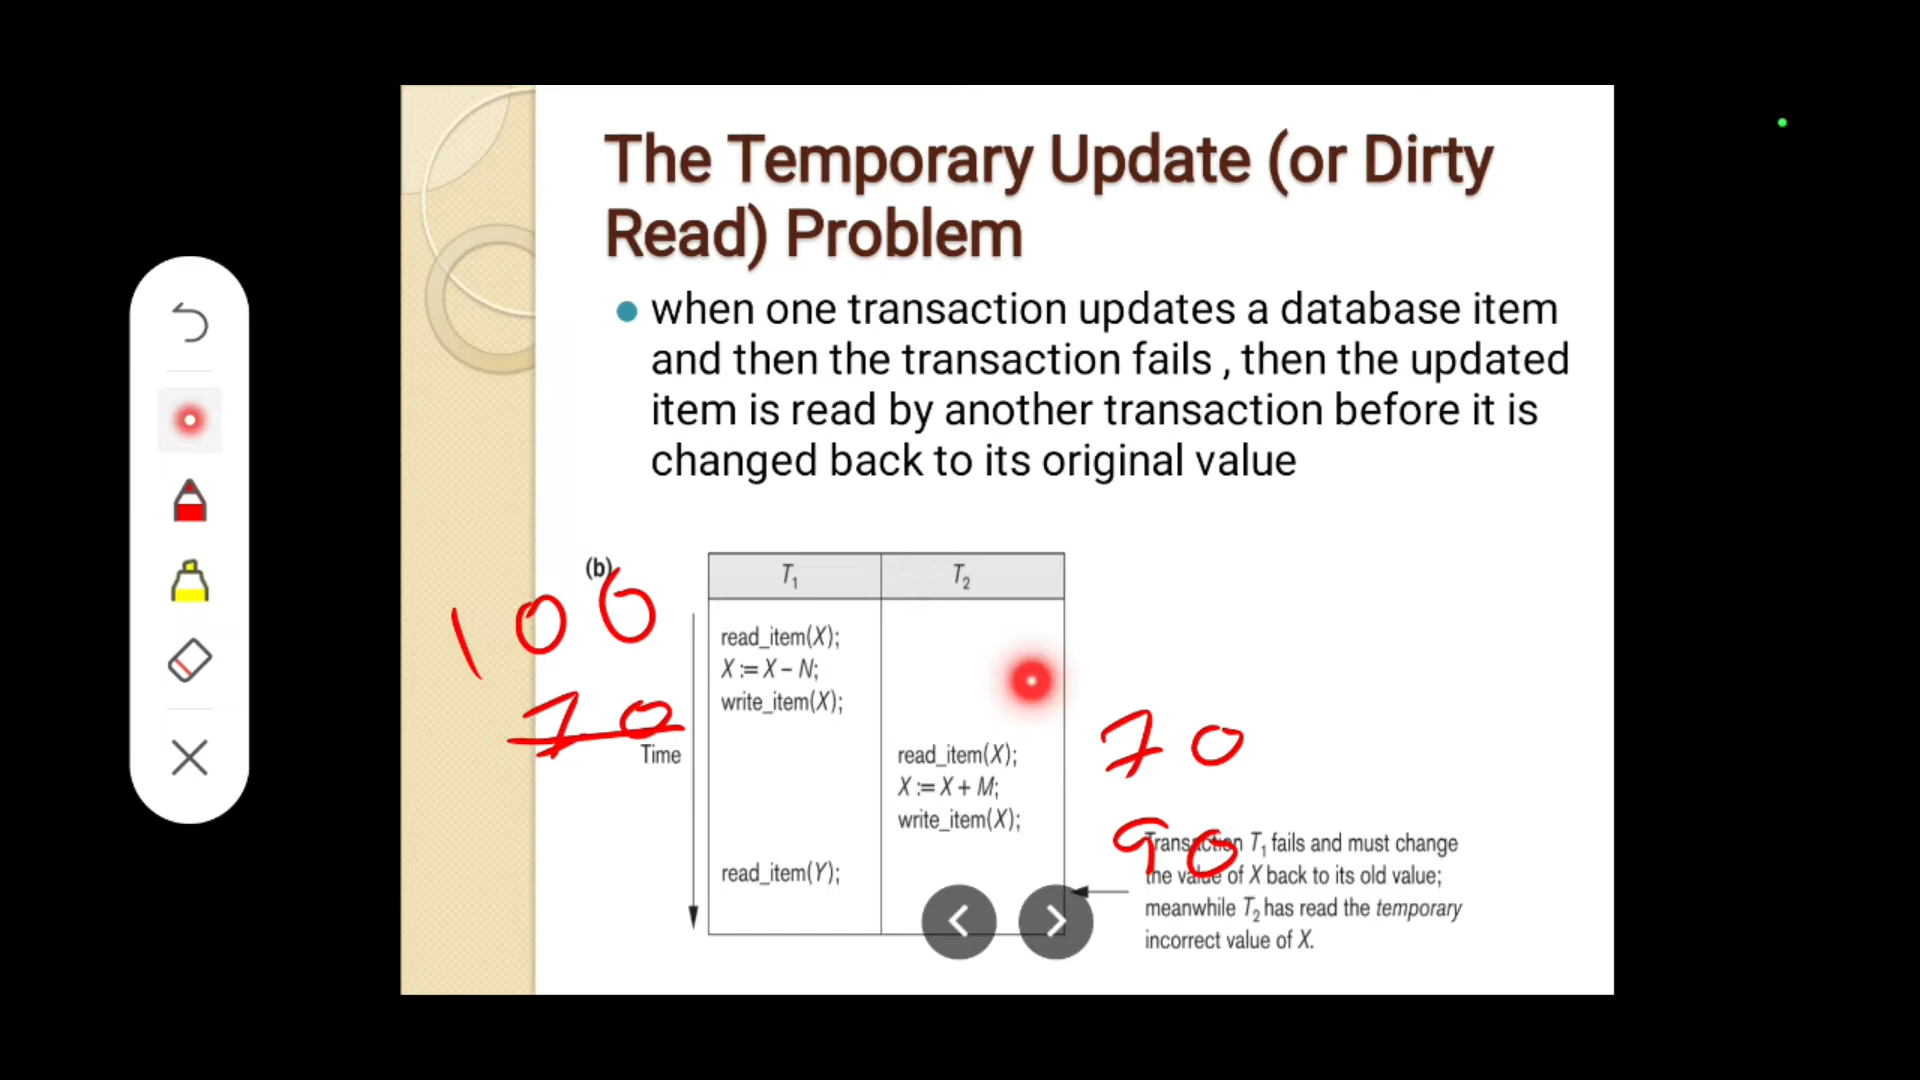 The Temporary Update (or Dirty
Read) Problem
when one transaction updates a database item
and then the transaction fails , then the updated
item is read by another transaction before it is
changed back to its original value
(b)
T1 T2
100
read_item(X);
X := X – N;
write_item(X);
70
Time
read_item(X);
X := X + M;
write_item(X);
70
90
read_item(Y);
Transaction T1 fails and must change
the value of X back to its old value;
meanwhile T2 has read the temporary
incorrect value of X.